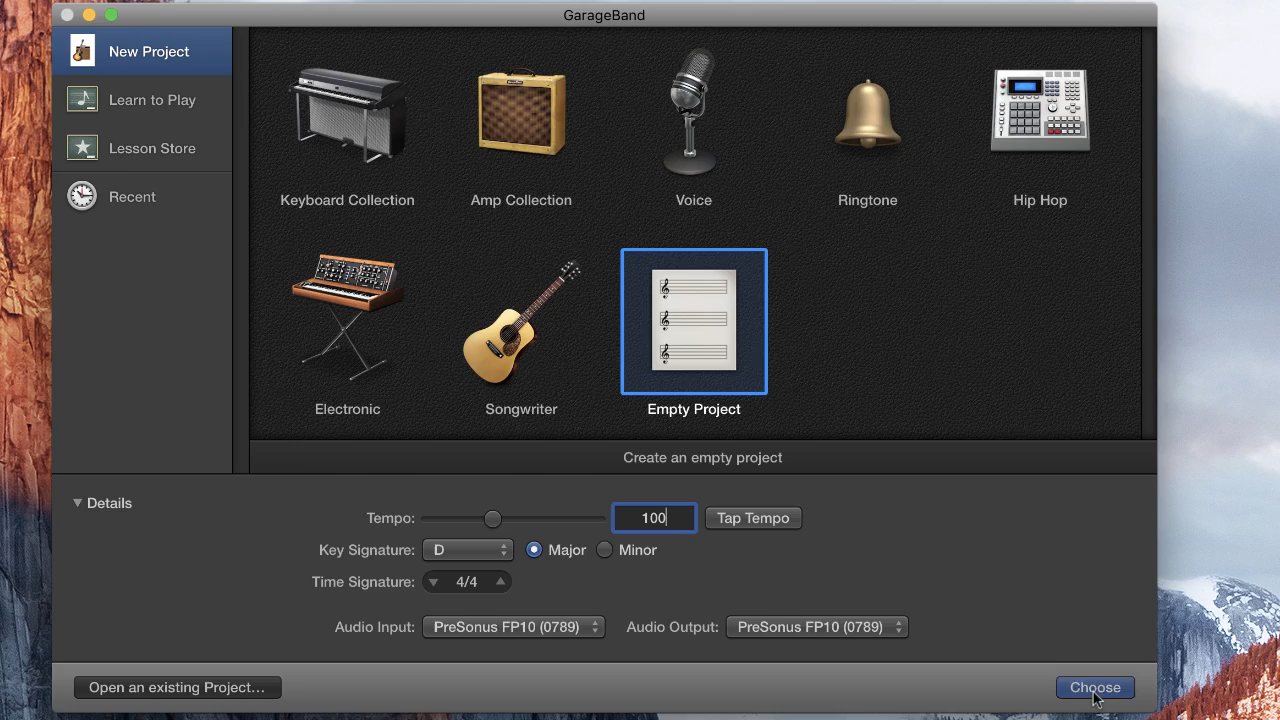 GarageBand
New Project
Learn to Play
Lesson Store
Recent
Keyboard Collection
Amp Collection
Voice
Ringtone
Hip Hop
Electronic
Songwriter
Empty Project
Create an empty project
Details
Tempo: 100 Tap Tempo
Key Signature: D Major Minor
Time Signature: 4/4
Audio Input: PreSonus FP10 (0789) Audio Output: PreSonus FP10 (0789)
Open an existing Project... Choose